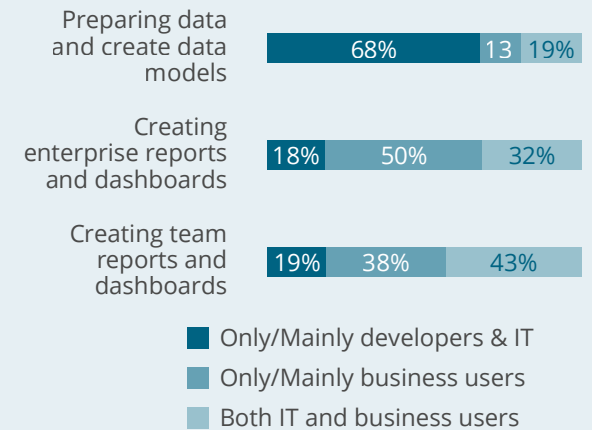 Preparing data
and create data
models
68% 13 19%
Creating
enterprise reports
and dashboards
18% 50% 32%
Creating team
reports and
dashboards
19% 38% 43%
Only/Mainly developers & IT
Only/Mainly business users
Both IT and business users